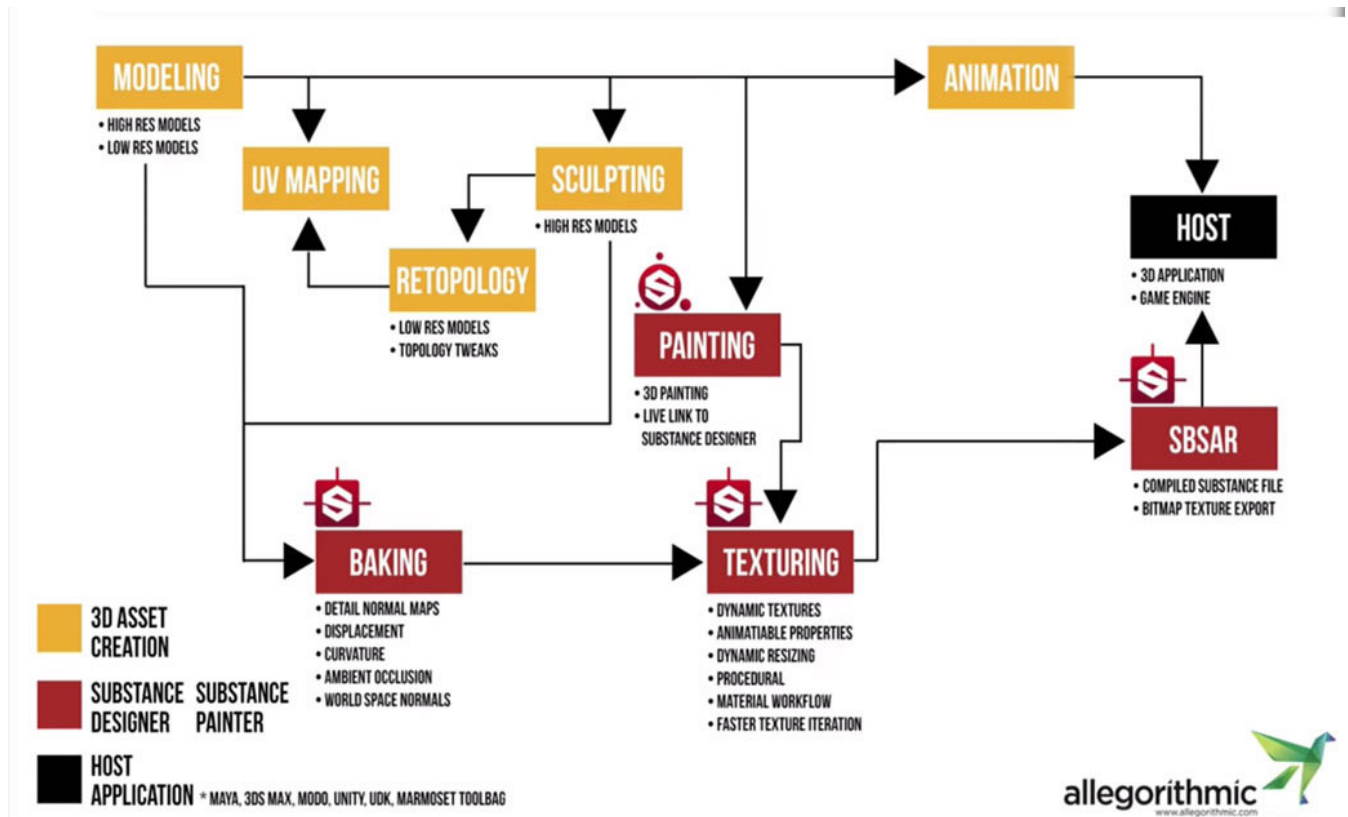 MODELING
• HIGH RES MODELS
• LOW RES MODELS
ANIMATION
UV MAPPING
SCULPTING
• HIGH RES MODELS
HOST
• 3D APPLICATION
• GAME ENGINE
RETOPOLOGY
• LOW RES MODELS
• TOPOLOGY TWEAKS
S
PAINTING
• 3D PAINTING
• LIVE LINK TO
SUBSTANCE DESIGNER
S
SBSAR
• COMPILED SUBSTANCE FILE
• BITMAP TEXTURE EXPORT
S
BAKING
• DETAIL NORMAL MAPS
• DISPLACEMENT
• CURVATURE
• AMBIENT OCCLUSION
• WORLD SPACE NORMALS
S
TEXTURING
• DYNAMIC TEXTURES
• ANIMATIABLE PROPERTIES
• DYNAMIC RESIZING
• PROCEDURAL
• MATERIAL WORKFLOW
• FASTER TEXTURE ITERATION
3D ASSET
CREATION
SUBSTANCE SUBSTANCE
DESIGNER PAINTER
HOST
APPLICATION * MAYA, 3DS MAX, MODO, UNITY, UDK, MARMOSET TOOLBAG
allegorithmic
www.allegorithmic.com